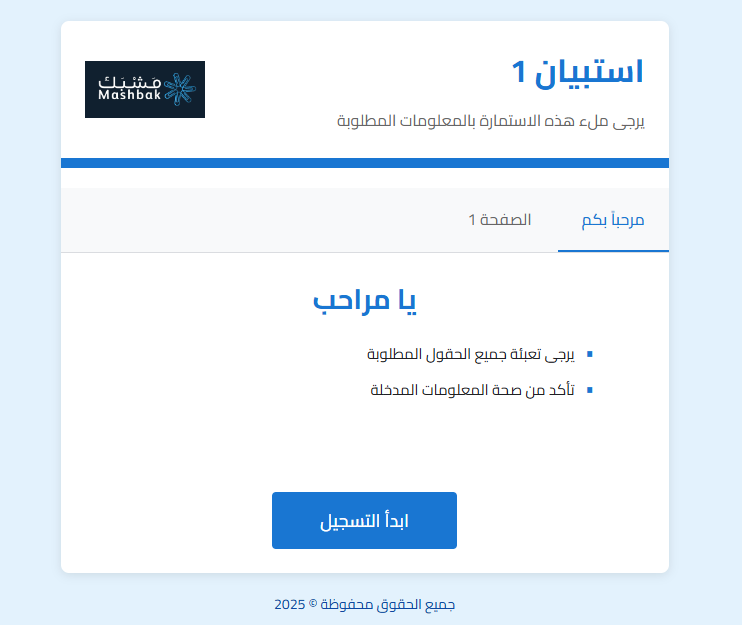 استبيان 1
مَشْبَك
Mashbak
يرجى ملء هذه الاستمارة بالمعلومات المطلوبة
مرحباً بكم
الصفحة 1
يا مراحب
يرجى تعبئة جميع الحقول المطلوبة
تأكد من صحة المعلومات المدخلة
ابدأ التسجيل
جميع الحقوق محفوظة © 2025